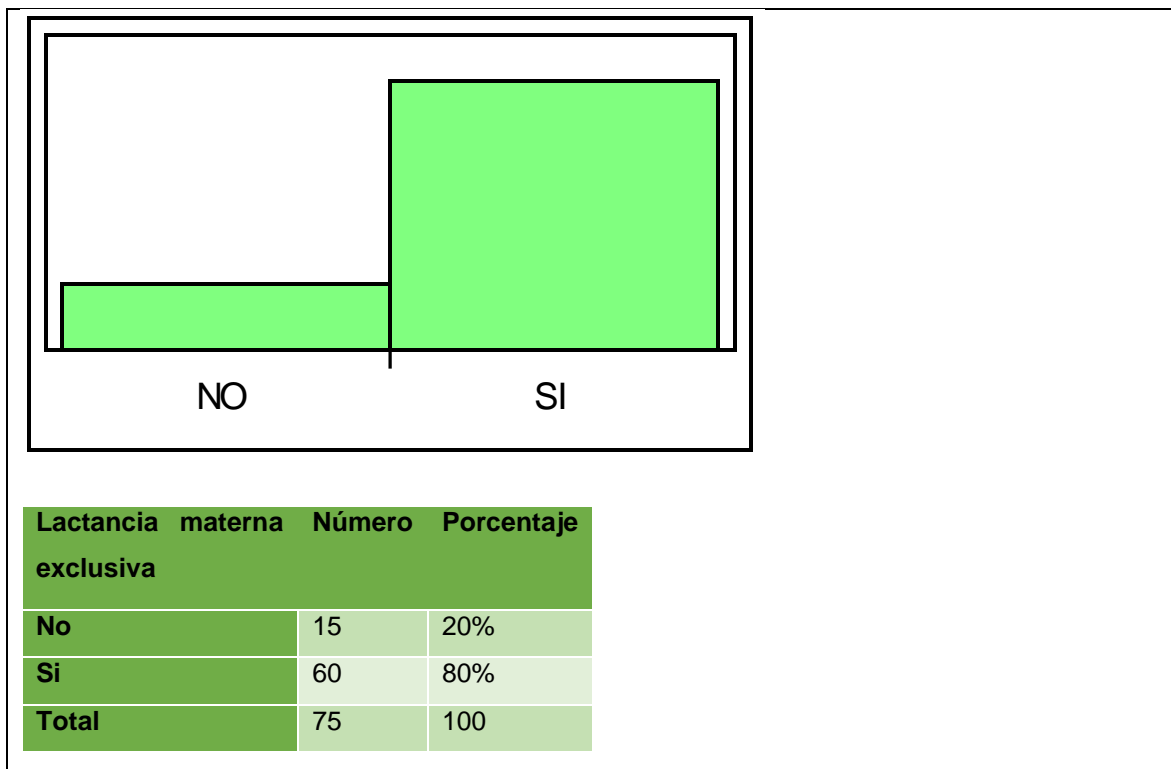 NO SI
Lactancia materna Número Porcentaje
exclusiva
No 15 20%
Si 60 80%
Total 75 100